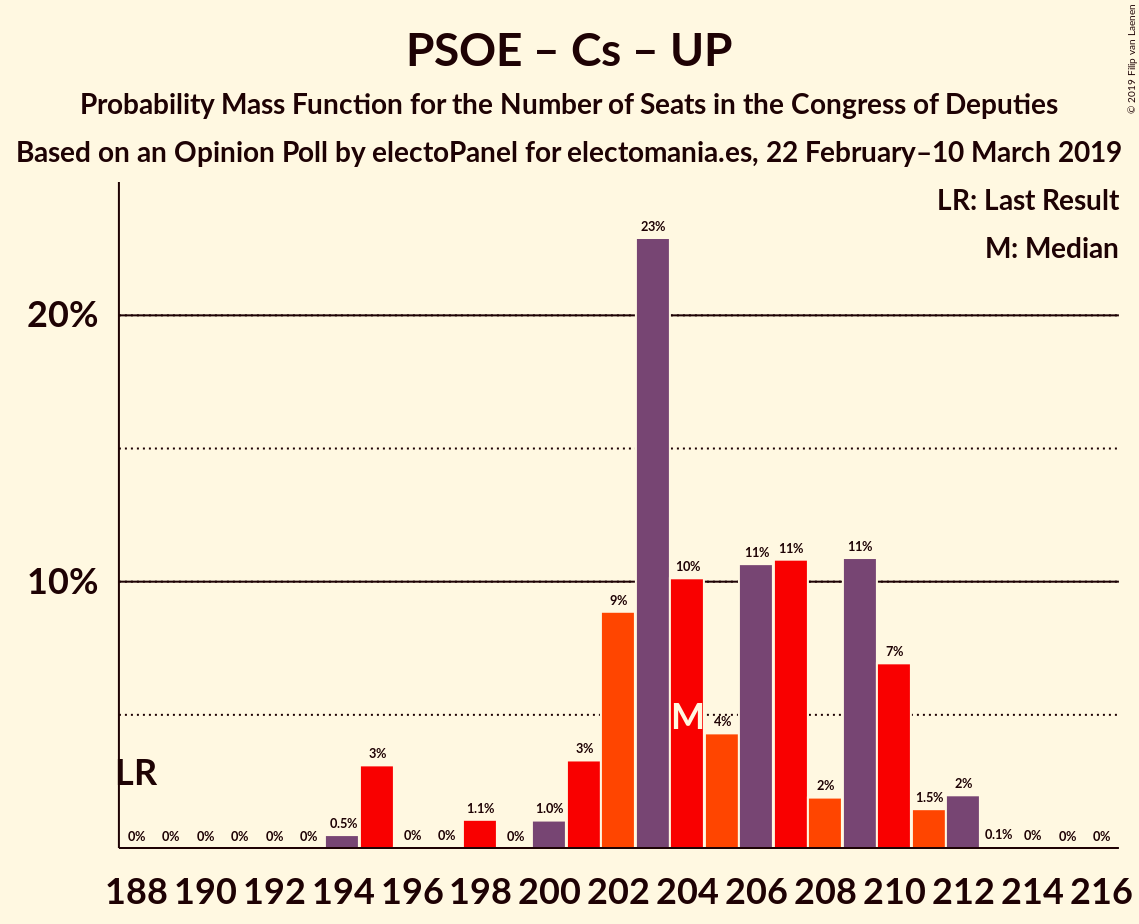 PSOE – Cs – UP
Probability Mass Function for the Number of Seats in the Congress of Deputies
Based on an Opinion Poll by electoPanel for electomania.es, 22 February–10 March 2019
© 2019 Filip van Laenen
LR: Last Result
M: Median
20%
10%
LR
M
0% 0% 0% 0% 0% 0% 0.5% 3% 0% 0% 1.1% 0% 1.0% 3% 9% 23% 10% 4% 11% 11% 2% 11% 7% 1.5% 2% 0.1% 0% 0% 0%
188 190 192 194 196 198 200 202 204 206 208 210 212 214 216